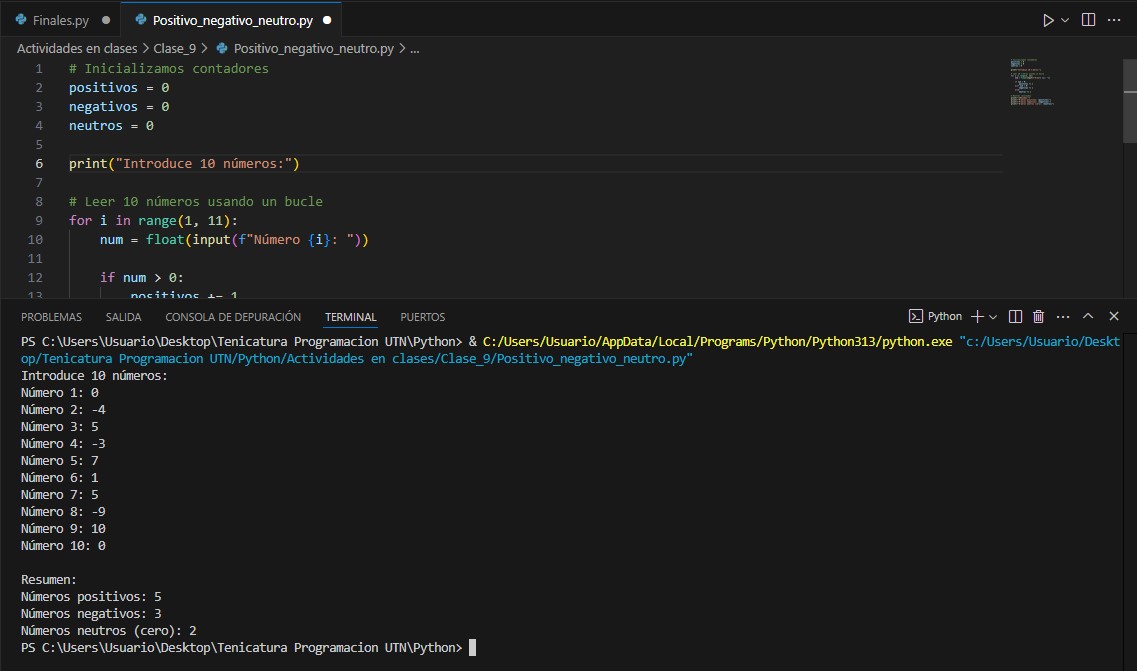 Finales.py
Positivo_negativo_neutro.py
Actividades en clases > Clase_9 > Positivo_negativo_neutro.py > ...
1 # Inicializamos contadores
2 positivos = 0
3 negativos = 0
4 neutros = 0
5
6 print("Introduce 10 números:")
7
8 # Leer 10 números usando un bucle
9 for i in range(1, 11):
10 num = float(input(f"Número {i}: "))
11
12 if num > 0:
13 positivos += 1
PROBLEMAS SALIDA CONSOLA DE DEPURACIÓN TERMINAL PUERTOS Python
PS C:\Users\Usuario\Desktop\Tenicatura Programacion UTN\Python> & C:/Users/Usuario/AppData/Local/Programs/Python/Python313/python.exe "c:/Users/Usuario/Deskt
op/Tenicatura Programacion UTN/Python/Actividades en clases/Clase_9/Positivo_negativo_neutro.py"
Introduce 10 números:
Número 1: 0
Número 2: -4
Número 3: 5
Número 4: -3
Número 5: 7
Número 6: 1
Número 7: 5
Número 8: -9
Número 9: 10
Número 10: 0
Resumen:
Números positivos: 5
Números negativos: 3
Números neutros (cero): 2
PS C:\Users\Usuario\Desktop\Tenicatura Programacion UTN\Python>